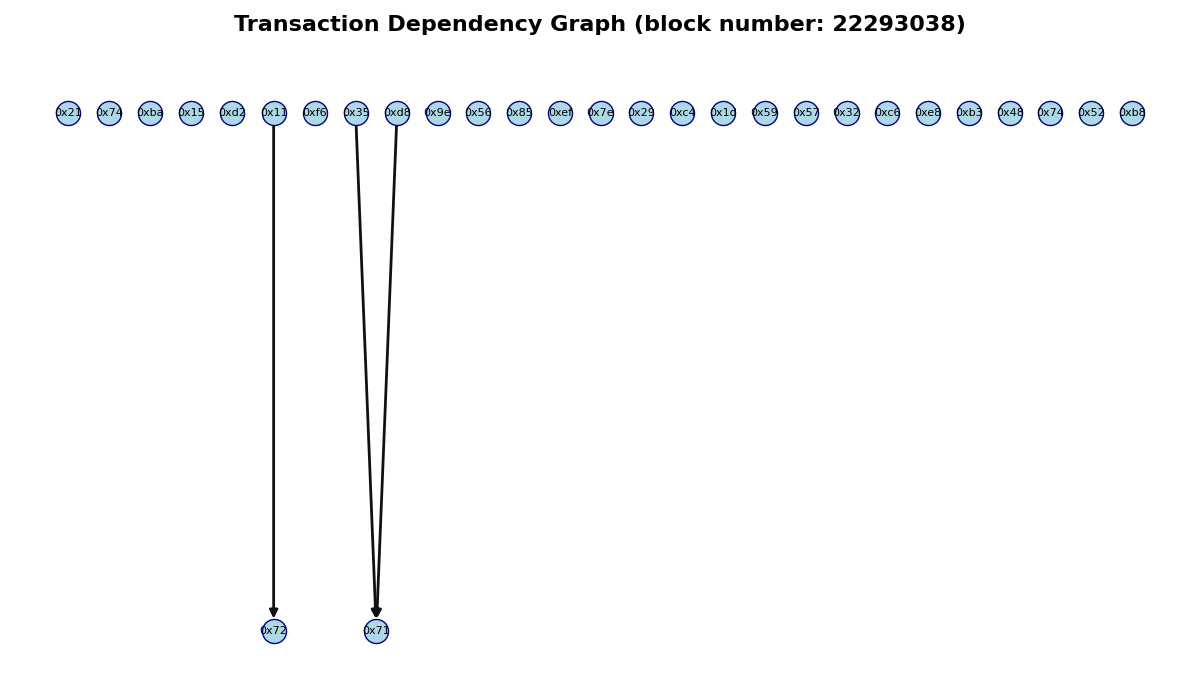 Transaction Dependency Graph (block number: 22293038)
0x21 0x74 0xba 0x15 0xd2 0x11 0xf6 0x35 0xd8 0x9e 0x56 0x85 0xef 0x7e 0x29 0xc4 0x1d 0x59 0x57 0x32 0xc6 0xe8 0xb3 0x48 0x74 0x52 0xb8
0x72 0x71